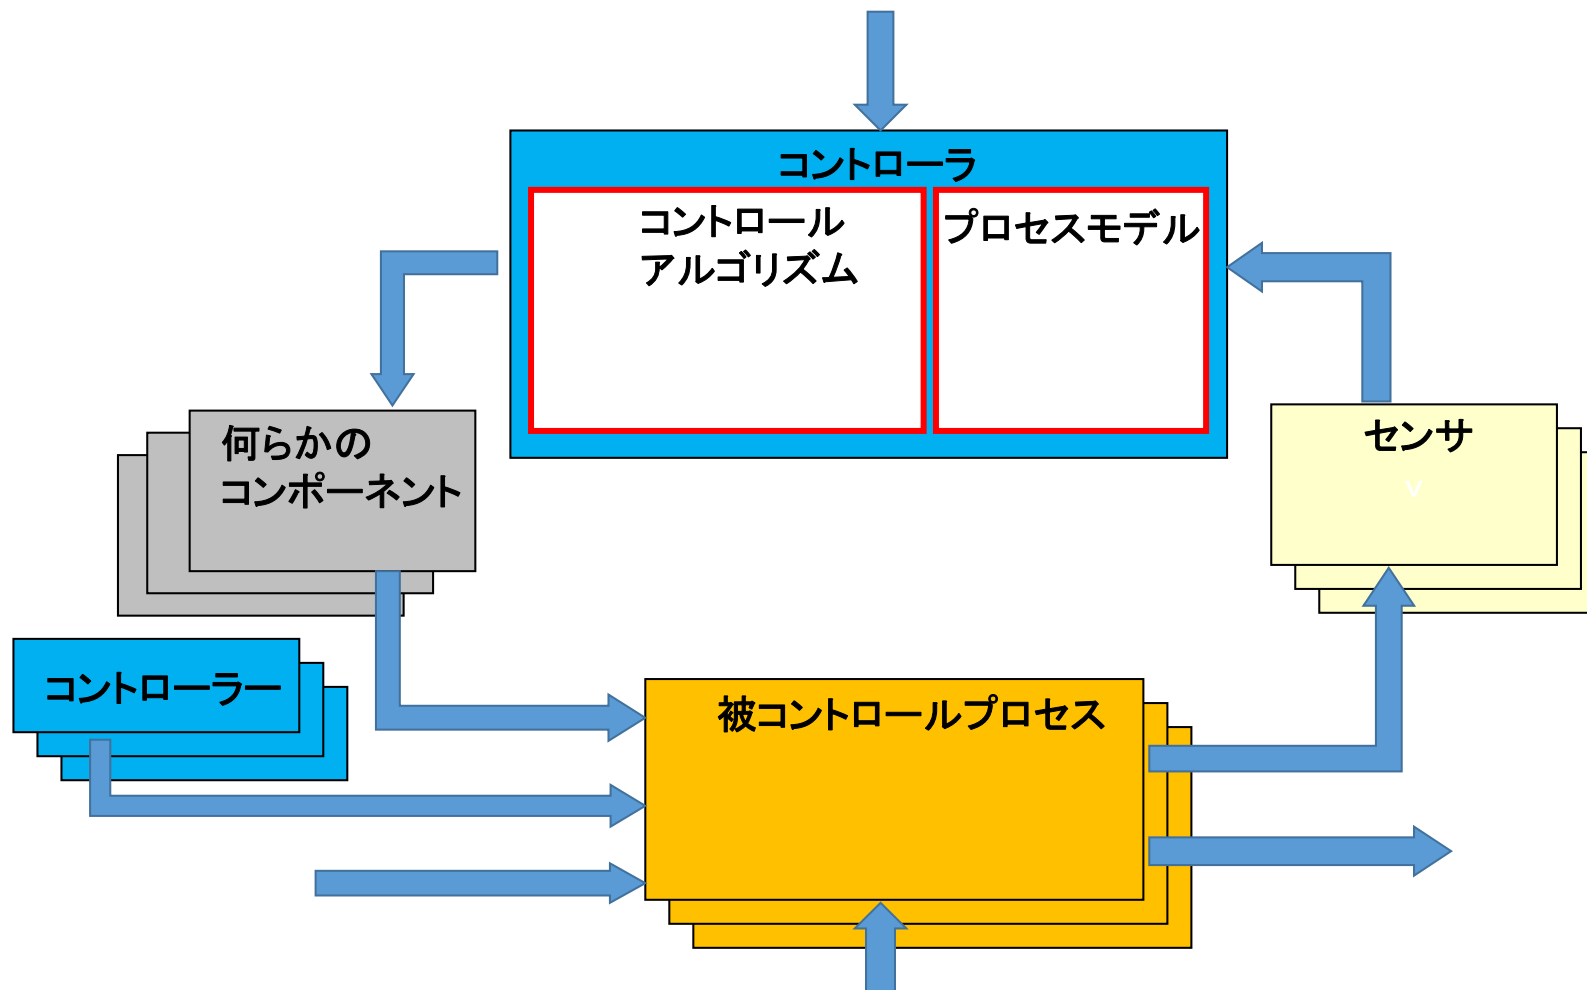 コントローラ
コントロール
アルゴリズム
プロセスモデル
何らかの
コンポーネント
センサ
v
コントローラー
被コントロールプロセス